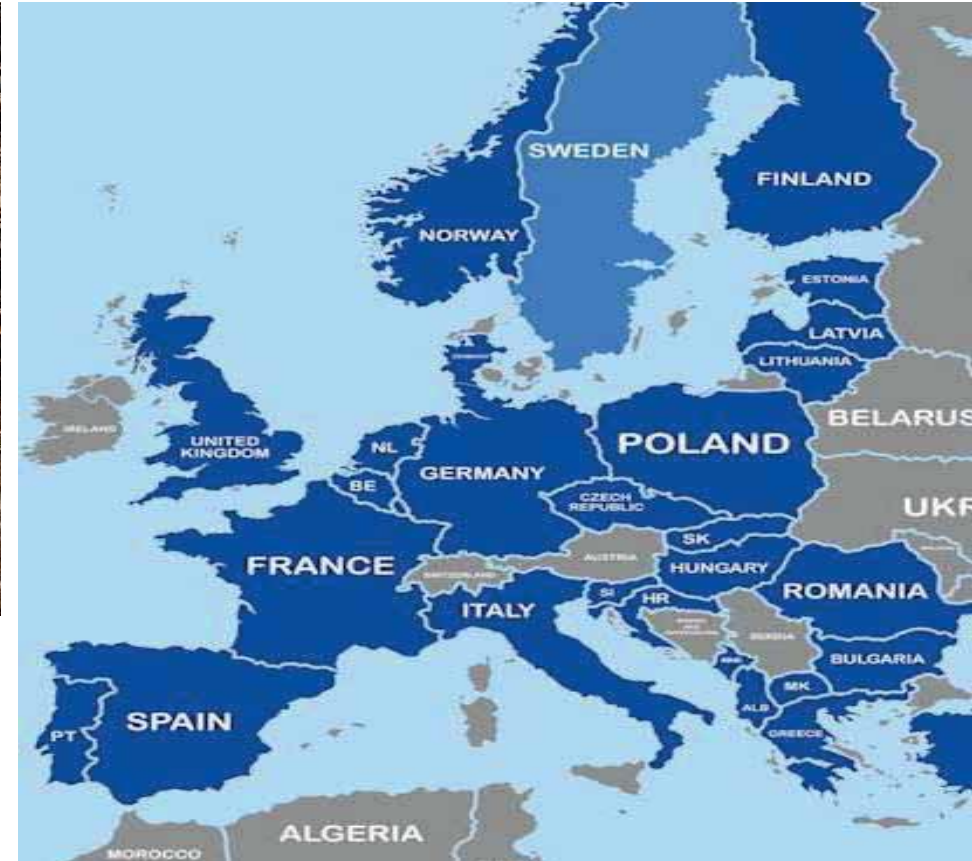 SWEDEN
FINLAND
NORWAY
ESTONIA
LATVIA
LITHUANIA
BELARUS
IRELAND
UNITED
KINGDOM
NL
POLAND
GERMANY
BE
CZECH
REPUBLIC
UKR
SK
FRANCE
AUSTRIA
HUNGARY
SWITZERLAND
SI
HR
ROMANIA
ITALY
SERBIA
BULGARIA
MK
ALB
SPAIN
PT
GREECE
ALGERIA
MOROCCO